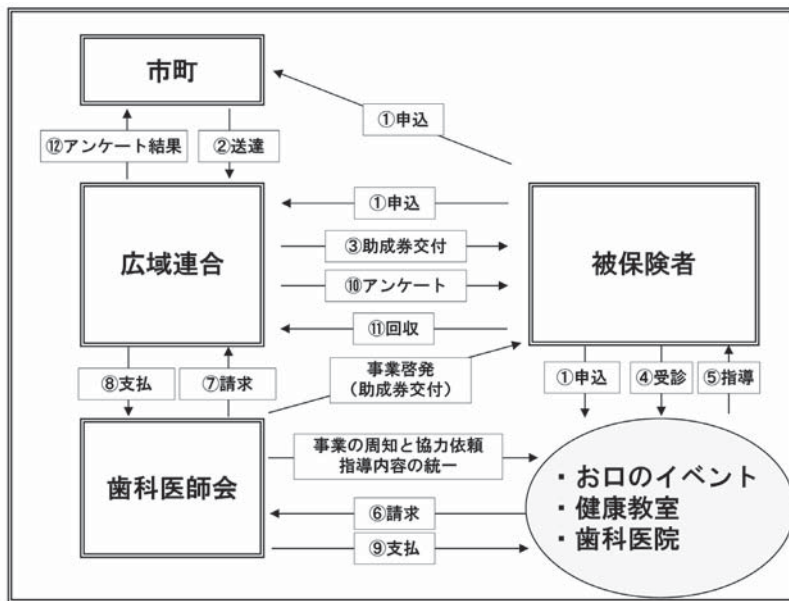 市町
①申込
⑫アンケート結果
②送達
①申込
広域連合
③助成券交付
被保険者
⑩アンケート
⑪回収
⑧支払
⑦請求
事業啓発
(助成券交付)
①申込
④受診
⑤指導
歯科医師会
事業の周知と協力依頼
指導内容の統一
・お口のイベント
・健康教室
・歯科医院
⑥請求
⑨支払